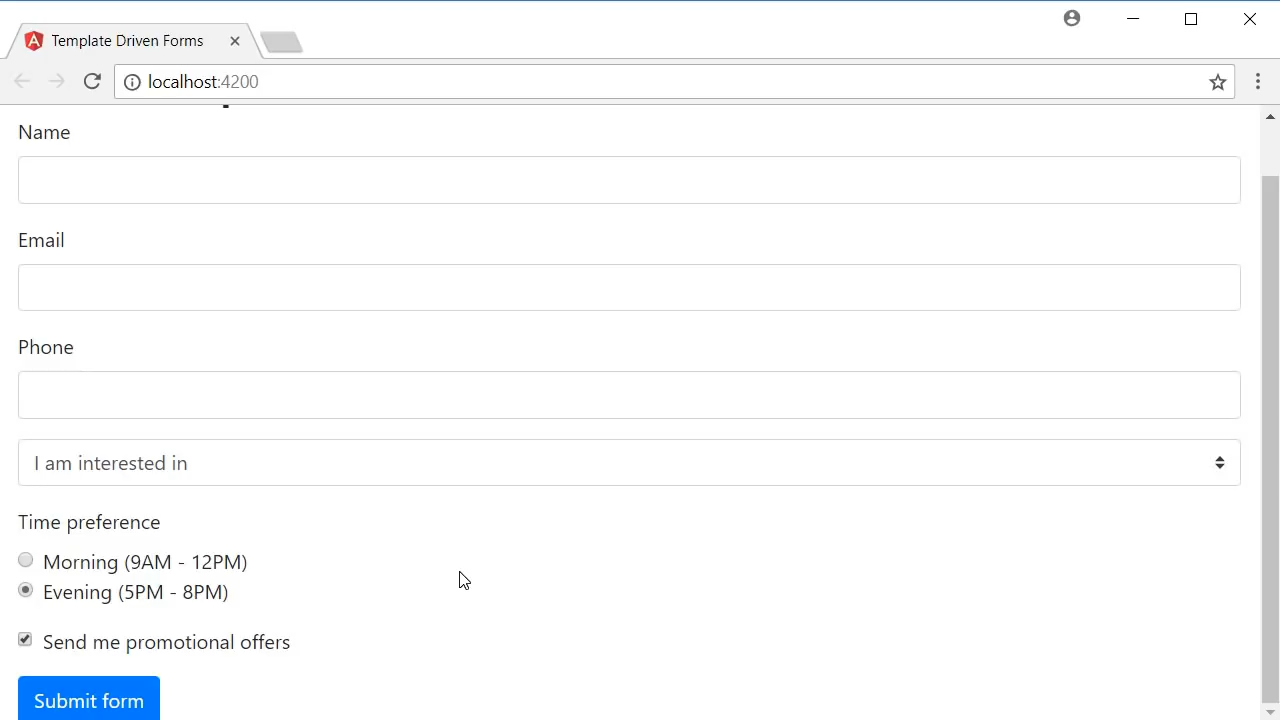 Template Driven Forms
localhost:4200
Name
Email
Phone
I am interested in
Time preference
Morning (9AM - 12PM)
Evening (5PM - 8PM)
Send me promotional offers
Submit form